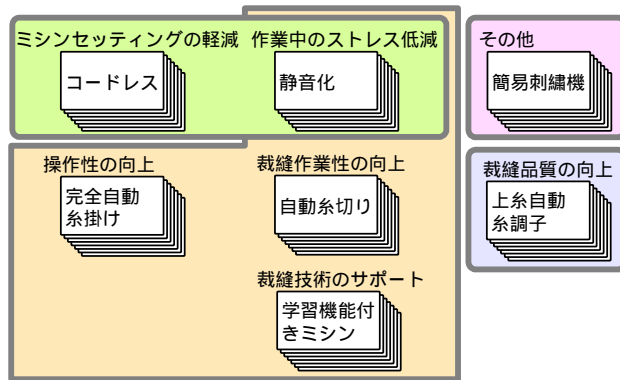 ミシンセッティングの軽減
作業中のストレス低減
その他
コードレス
静音化
簡易刺繍機
操作性の向上
裁縫作業性の向上
裁縫品質の向上
完全自動
糸掛け
自動糸切り
上糸自動
糸調子
裁縫技術のサポート
学習機能付
きミシン